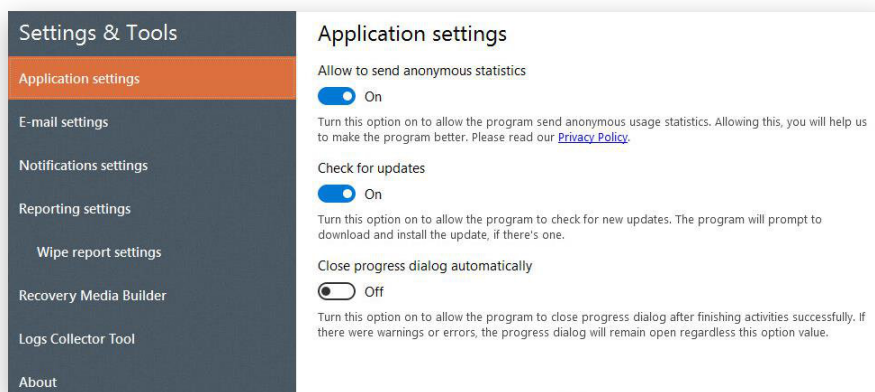 Settings & Tools
Application settings
E-mail settings
Notifications settings
Reporting settings
Wipe report settings
Recovery Media Builder
Logs Collector Tool
About
Application settings
Allow to send anonymous statistics
On
Turn this option on to allow the program send anonymous usage statistics. Allowing this, you will help us
to make the program better. Please read our Privacy Policy.
Check for updates
On
Turn this option on to allow the program to check for new updates. The program will prompt to
download and install the update, if there's one.
Close progress dialog automatically
Off
Turn this option on to allow the program to close progress dialog after finishing activities successfully. If
there were warnings or errors, the progress dialog will remain open regardless this option value.